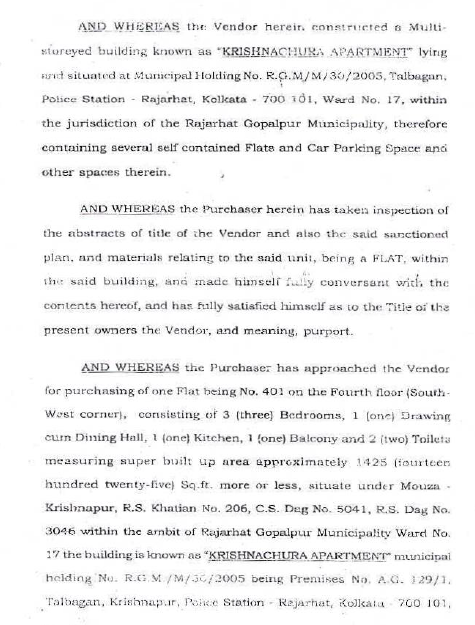 AND WHEREAS the Vendor herein constructed a Multi-
storeyed building known as "KRISHNACHURA APARTMENT" lying
and situated at Municipal Holding No. R.G.M/M/30/2005, Talbagan,
Police Station - Rajarhat, Kolkata - 700 101, Ward No. 17, within
the jurisdiction of the Rajarhat Gopalpur Municipality, therefore
containing several self contained Flats and Car Parking Space and
other spaces therein.
AND WHEREAS the Purchaser herein has taken inspection of
the abstracts of title of the Vendor and also the said sanctioned
plan, and materials relating to the said unit, being a FLAT, within
the said building, and made himself fully conversant with the
contents hereof, and has fully satisfied himself as to the Title of the
present owners the Vendor, and meaning, purport.
AND WHEREAS the Purchaser has approached the Vendor
for purchasing of one Flat being No. 401 on the Fourth floor (South-
West corner), consisting of 3 (three) Bedrooms, 1 (one) Drawing
cum Dining Hall, 1 (one) Kitchen, 1 (one) Balcony and 2 (two) Toilets
measuring super built up area approximately 1425 (fourteen
hundred twenty-five) Sq.ft. more or less, situate under Mouza -
Krishnapur, R.S. Khatian No. 206, C.S. Dag No. 5041, R.S. Dag No.
3046 within the ambit of Rajarhat Gopalpur Municipality Ward No.
17 the building is known as "KRISHNACHURA APARTMENT" municipal
holding No. R.G.M/M/30/2005 being Premises No. A.G. 129/1,
Talbagan, Krishnapur, Police Station - Rajarhat, Kolkata - 700 101,